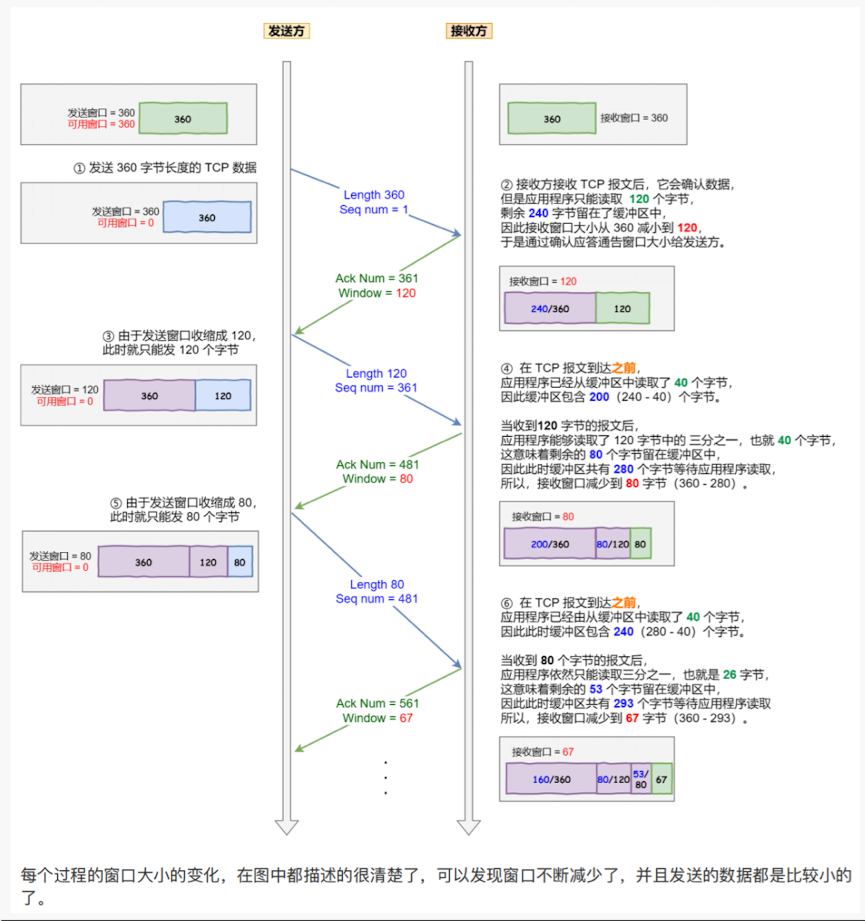 发送方
接收方
发送窗口 = 360
可用窗口 = 360
360
360
接收窗口 = 360
① 发送 360 字节长度的 TCP 数据
发送窗口 = 360
可用窗口 = 0
360
Length 360
Seq num = 1
② 接收方接收 TCP 报文后，它会确认数据，
但是应用程序只能读取 120 个字节，
剩余 240 字节留在了缓冲区中，
因此接收窗口大小从 360 减小到 120，
于是通过确认应答通告窗口大小给发送方。
Ack Num = 361
Window = 120
接收窗口 = 120
240/360
120
③ 由于发送窗口收缩成 120，
此时就只能发 120 个字节
发送窗口 = 120
可用窗口 = 0
360
120
Length 120
Seq num = 361
④ 在 TCP 报文到达之前，
应用程序已经从缓冲区中读取了 40 个字节，
因此缓冲区包含 200（240 - 40）个字节。
当收到120 字节的报文后，
应用程序能够读取了 120 字节中的 三分之一，也就 40 个字节，
这意味着剩余的 80 个字节留在缓冲区中，
因此此时缓冲区共有 280 个字节等待应用程序读取，
所以，接收窗口减少到 80 字节（360 - 280）。
Ack Num = 481
Window = 80
接收窗口 = 80
200/360
80/120
80
⑤ 由于发送窗口收缩成 80，
此时就只能发 80 个字节
发送窗口 = 80
可用窗口 = 0
360
120
80
Length 80
Seq num = 481
⑥ 在 TCP 报文到达之前，
应用程序已经由从缓冲区中读取了 40 个字节，
因此此时缓冲区包含 240（280 - 40）个字节。
当收到 80 个字节的报文后，
应用程序依然只能读取三分之一，也就是 26 字节，
这意味着剩余的 53 个字节留在缓冲区中，
因此此时缓冲区共有 293 个字节等待应用程序读取
所以，接收窗口减少到 67 字节（360 - 293）。
Ack Num = 561
Window = 67
接收窗口 = 67
160/360
80/120
53/
80
67
每个过程的窗口大小的变化，在图中都描述的很清楚了，可以发现窗口不断减少了，并且发送的数据都是比较小的
了。